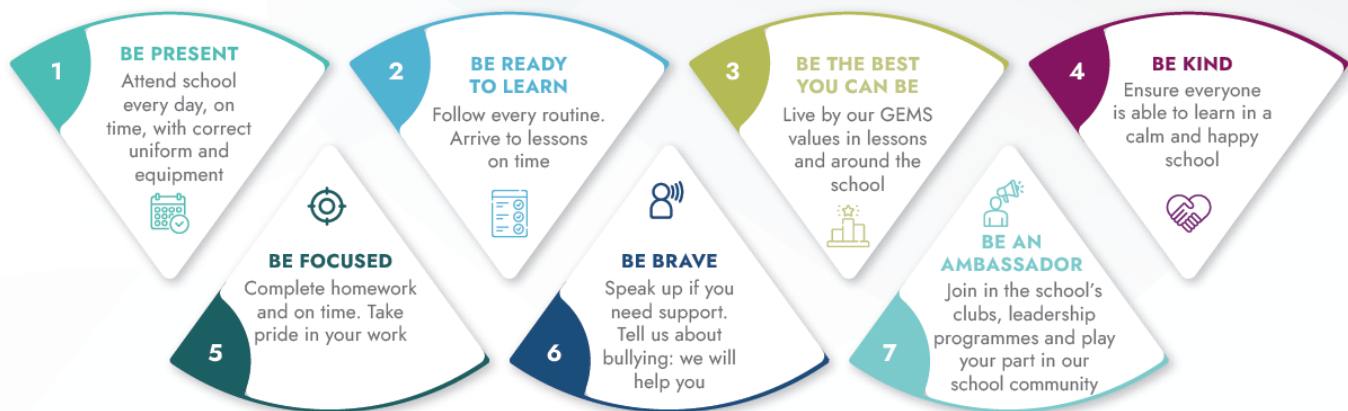 1
BE PRESENT
Attend school
every day, on
time, with correct
uniform and
equipment
2
BE READY
TO LEARN
Follow every routine.
Arrive to lessons
on time
3
BE THE BEST
YOU CAN BE
Live by our GEMS
values in lessons
and around the
school
4
BE KIND
Ensure everyone
is able to learn in a
calm and happy
school
5
BE FOCUSED
Complete homework
and on time. Take
pride in your work
6
BE BRAVE
Speak up if you
need support.
Tell us about
bullying: we will
help you
7
BE AN
AMBASSADOR
Join in the school's
clubs, leadership
programmes and play
your part in our
school community